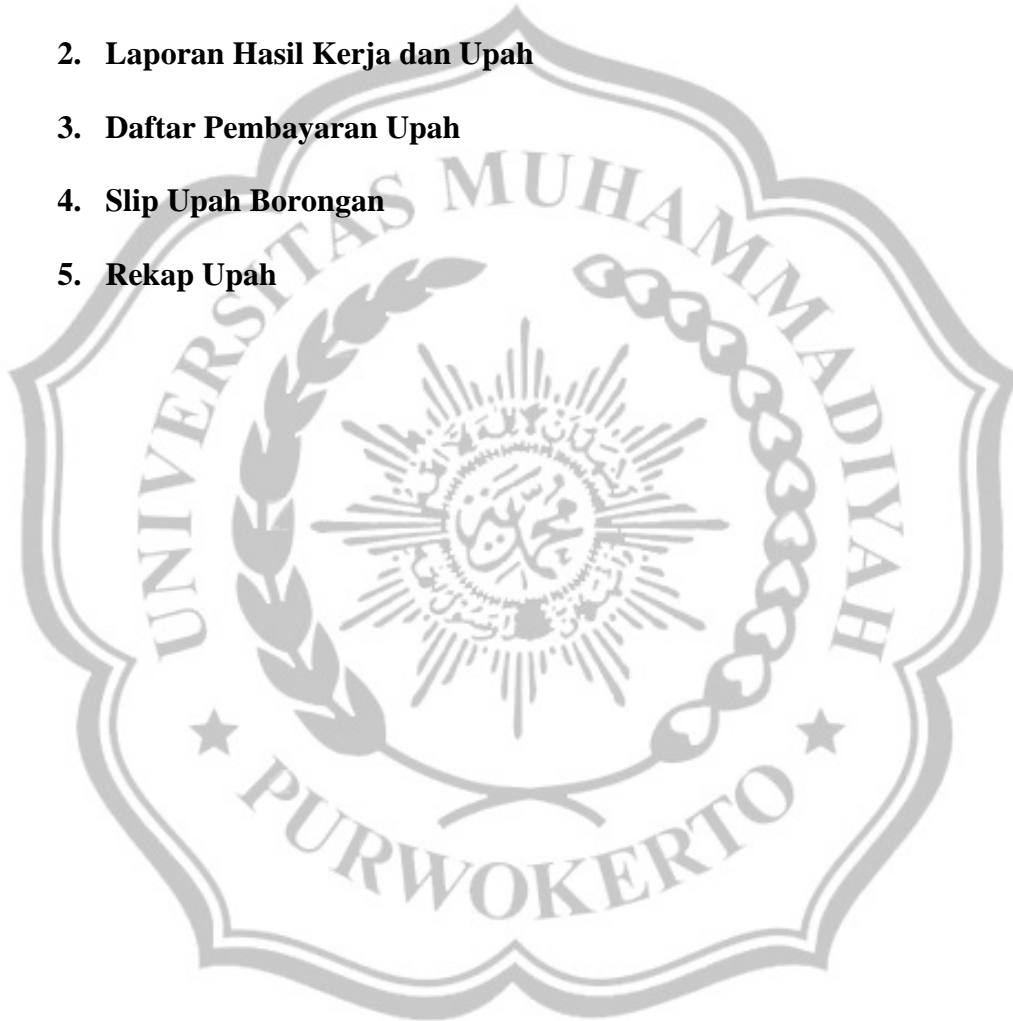 2. Laporan Hasil Kerja dan Upah
3. Daftar Pembayaran Upah
4. Slip Upah Borongan
5. Rekap Upah
UNIVERSITAS MUHAMMADIYAH
PURWOKERTO